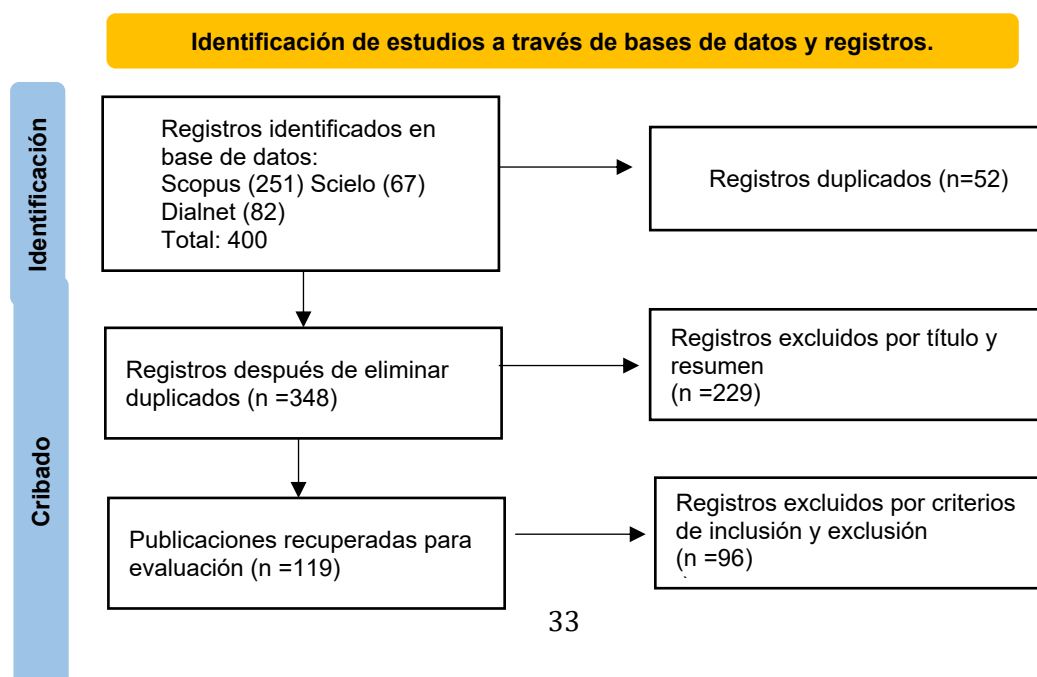 Identificación de estudios a través de bases de datos y registros.
Identificación
Registros identificados en
base de datos:
Scopus (251) Scielo (67)
Dialnet (82)
Total: 400
Registros duplicados (n=52)
Cribado
Registros después de eliminar
duplicados (n =348)
Registros excluidos por título y
resumen
(n =229)
Publicaciones recuperadas para
evaluación (n =119)
Registros excluidos por criterios
de inclusión y exclusión
(n =96)
`
33